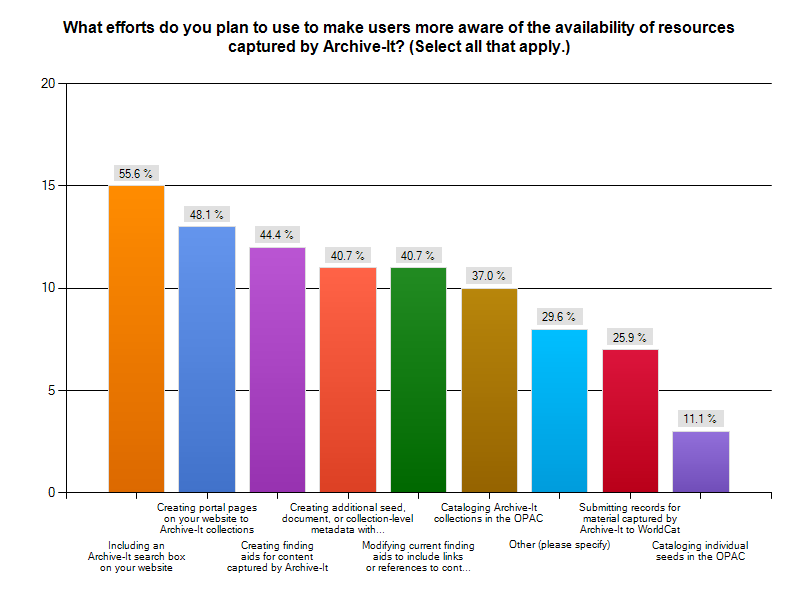 What efforts do you plan to use to make users more aware of the availability of resources
captured by Archive-It? (Select all that apply.)
20
15
10
5
0
55.6 %
48.1 %
44.4 %
40.7 %
40.7 %
37.0 %
29.6 %
25.9 %
11.1 %
Including an
Archive-It search box
on your website
Creating portal pages
on your website to
Archive-It collections
Creating finding
aids for content
captured by Archive-It
Creating additional seed,
document, or collection-level
metadata with...
Modifying current finding
aids to include links
or references to cont...
Cataloging Archive-It
collections in the OPAC
Other (please specify)
Submitting records for
material captured by
Archive-It to WorldCat
Cataloging individual
seeds in the OPAC